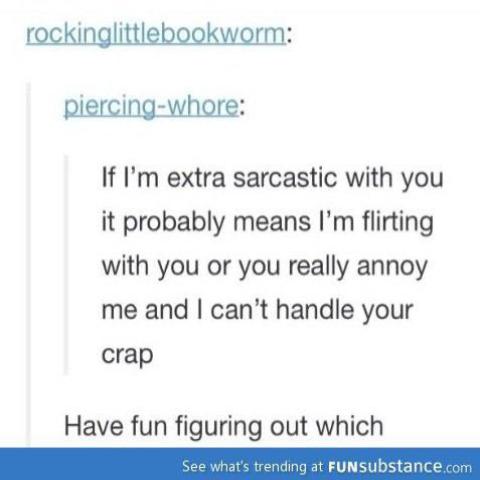 rockinglittlebookworm:
piercing-whore:
If I'm extra sarcastic with you
it probably means I'm flirting
with you or you really annoy
me and I can't handle your
crap
Have fun figuring out which
See what's trending at FUNSubstance.com